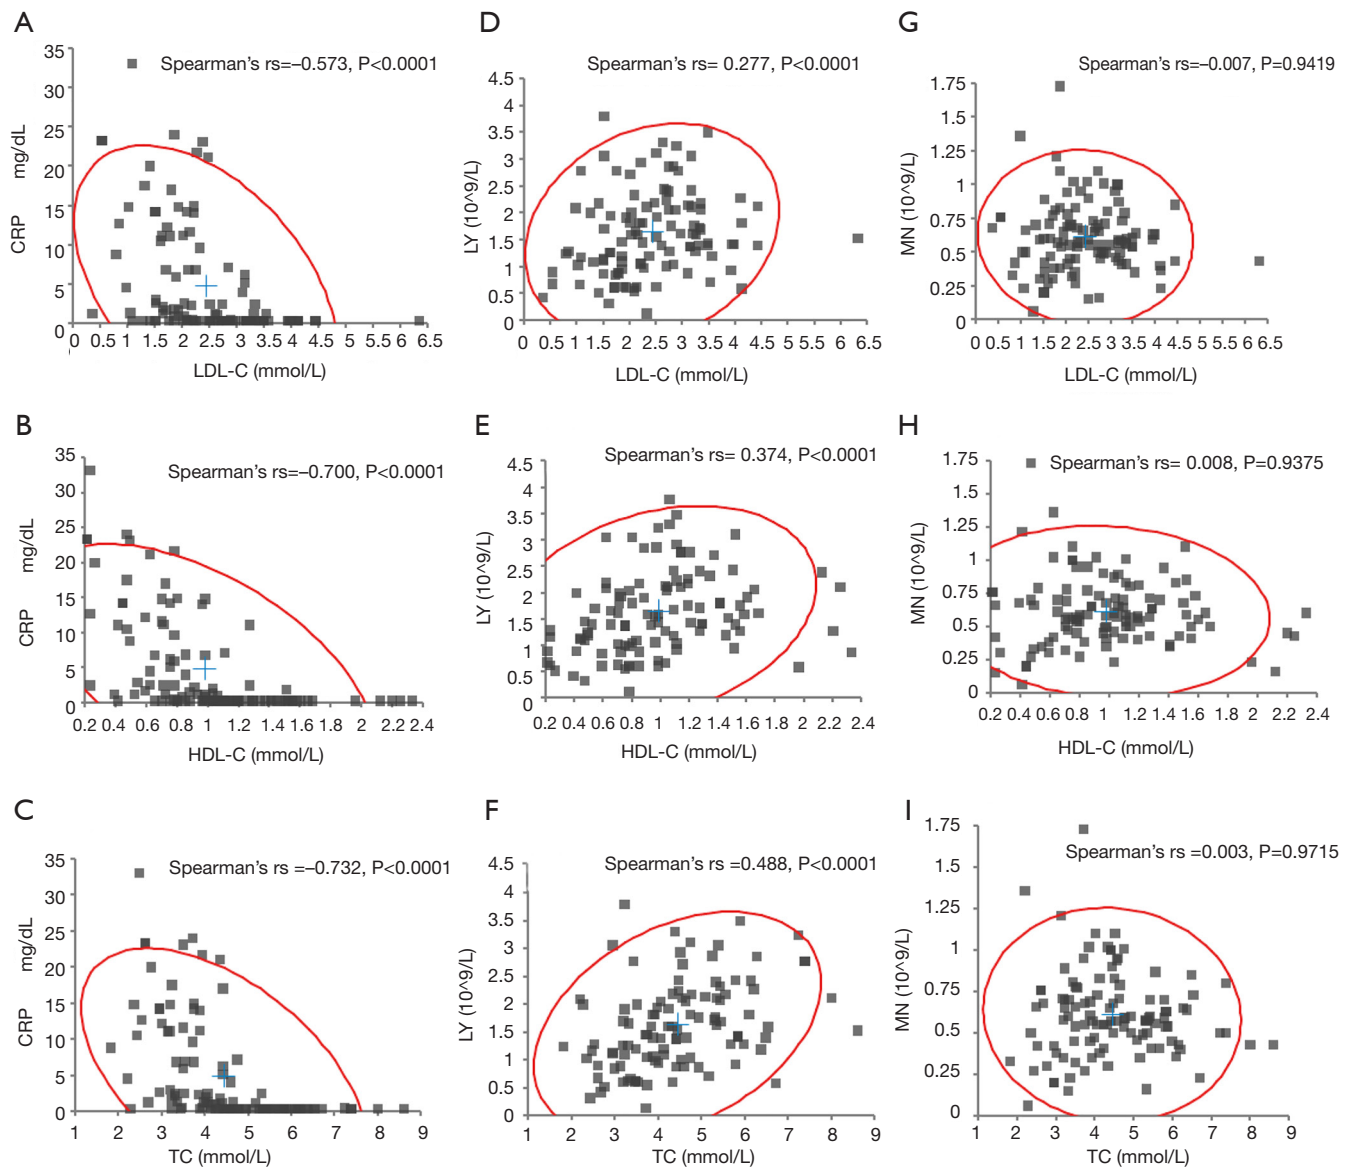 A
Spearman's rs=–0.573, P<0.0001
35
30
25
20
15
10
5
0
CRP mg/dL
0 0.5 1 1.5 2 2.5 3 3.5 4 4.5 5 5.5 6 6.5
LDL-C (mmol/L)
D
Spearman's rs= 0.277, P<0.0001
4.5
4
3.5
3
2.5
2
1.5
1
0.5
0
LY (10^9/L)
0 0.5 1 1.5 2 2.5 3 3.5 4 4.5 5 5.5 6 6.5
LDL-C (mmol/L)
G
Spearman's rs=–0.007, P=0.9419
1.75
1.5
1.25
1
0.75
0.5
0.25
0
MN (10^9/L)
0 0.5 1 1.5 2 2.5 3 3.5 4 4.5 5 5.5 6 6.5
LDL-C (mmol/L)
B
Spearman's rs=–0.700, P<0.0001
35
30
25
20
15
10
5
0
CRP mg/dL
0.2 0.4 0.6 0.8 1 1.2 1.4 1.6 1.8 2 2.2 2.4
HDL-C (mmol/L)
E
Spearman's rs= 0.374, P<0.0001
4.5
4
3.5
3
2.5
2
1.5
1
0.5
0
LY (10^9/L)
0.2 0.4 0.6 0.8 1 1.2 1.4 1.6 1.8 2 2.2 2.4
HDL-C (mmol/L)
H
Spearman's rs= 0.008, P=0.9375
1.75
1.5
1.25
1
0.75
0.5
0.25
0
MN (10^9/L)
0.2 0.4 0.6 0.8 1 1.2 1.4 1.6 1.8 2 2.2 2.4
HDL-C (mmol/L)
C
Spearman's rs =–0.732, P<0.0001
35
30
25
20
15
10
5
0
CRP mg/dL
1 2 3 4 5 6 7 8 9
TC (mmol/L)
F
Spearman's rs =0.488, P<0.0001
4.5
4
3.5
3
2.5
2
1.5
1
0.5
0
LY (10^9/L)
1 2 3 4 5 6 7 8 9
TC (mmol/L)
I
Spearman's rs =0.003, P=0.9715
1.75
1.5
1.25
1
0.75
0.5
0.25
0
MN (10^9/L)
1 2 3 4 5 6 7 8 9
TC (mmol/L)